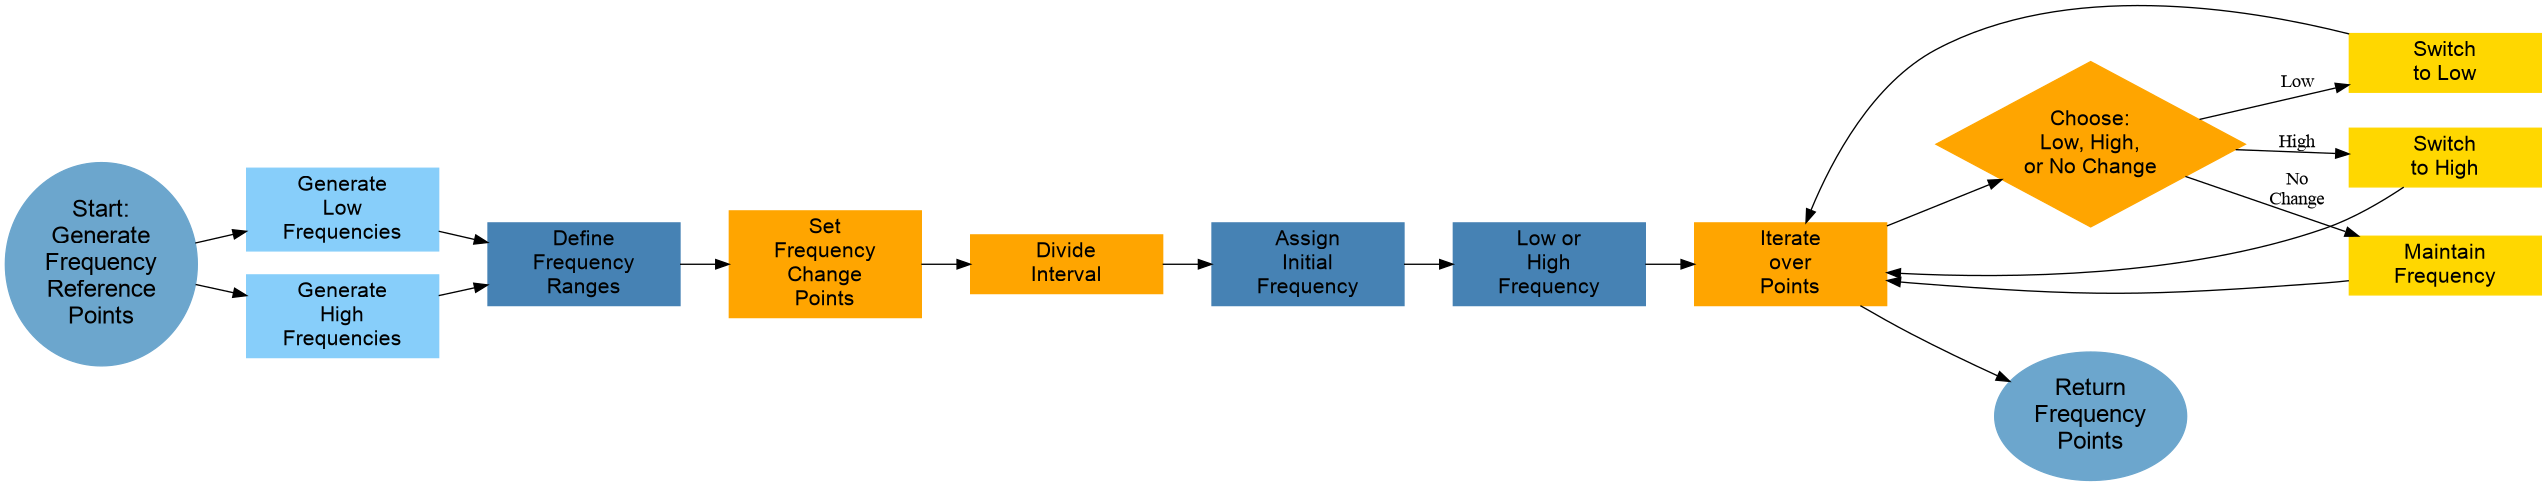 Start:
Generate
Frequency
Reference
Points
Generate
Low
Frequencies
Generate
High
Frequencies
Define
Frequency
Ranges
Set
Frequency
Change
Points
Divide
Interval
Assign
Initial
Frequency
Low or
High
Frequency
Iterate
over
Points
Choose:
Low, High,
or No Change
Low
High
No
Change
Switch
to Low
Switch
to High
Maintain
Frequency
Return
Frequency
Points